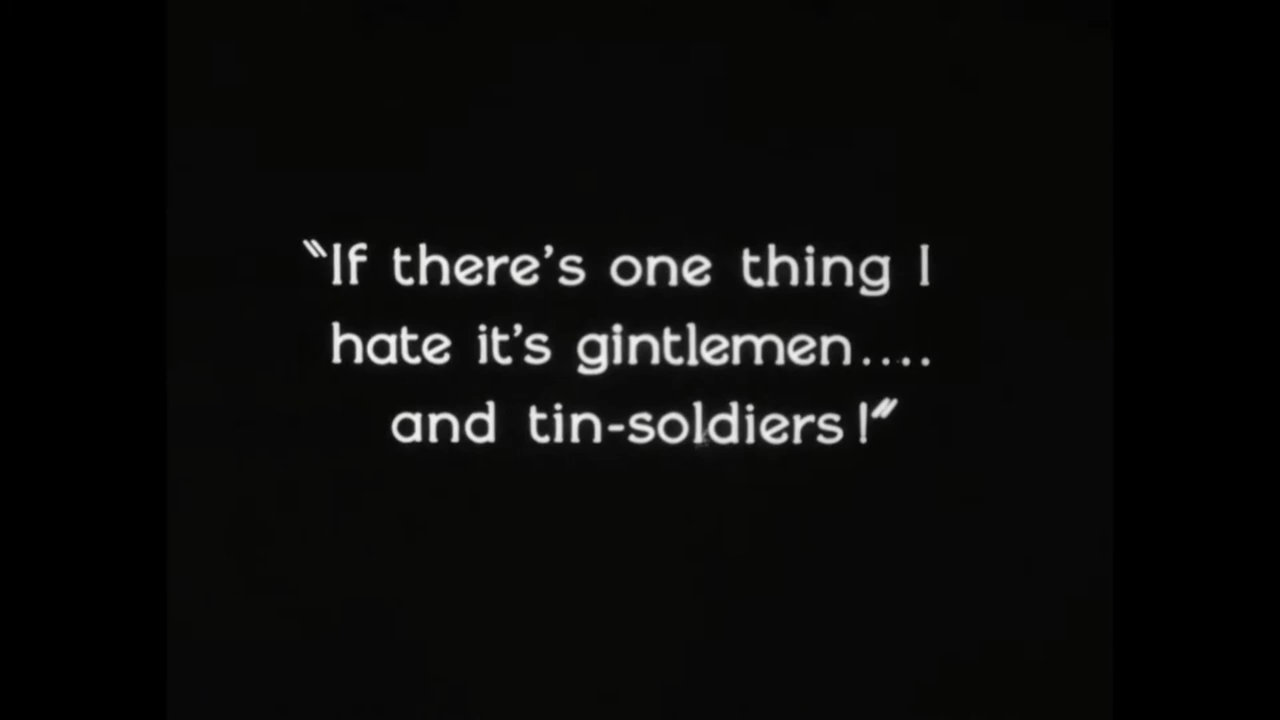 "If there's one thing I
hate it's gintlemen....
and tin-soldiers!"